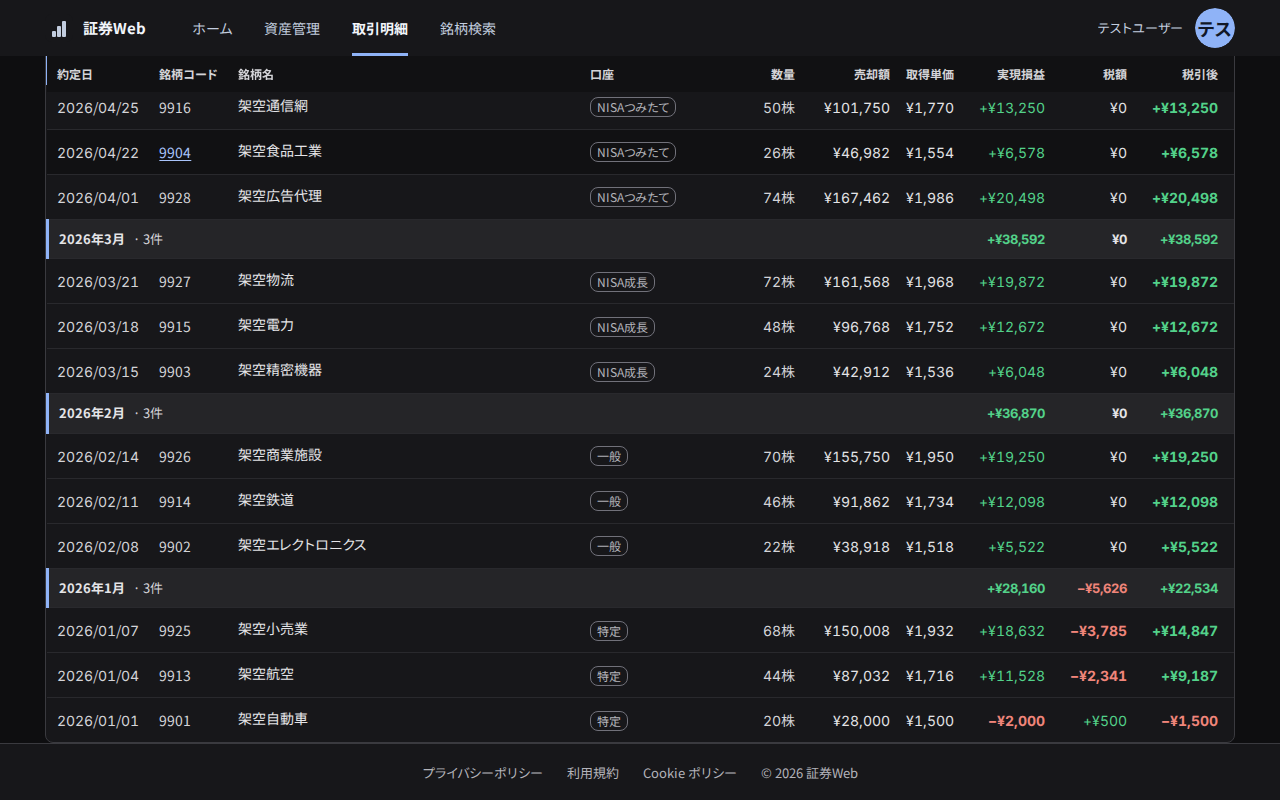 証券Web ホーム 資産管理 取引明細 銘柄検索 テストユーザー テス
約定日 銘柄コード 銘柄名 口座 数量 売却額 取得単価 実現損益 税額 税引後
2026/04/25 9916 架空通信網 NISAつみたて 50株 ¥101,750 ¥1,770 +¥13,250 ¥0 +¥13,250
2026/04/22 9904 架空食品工業 NISAつみたて 26株 ¥46,982 ¥1,554 +¥6,578 ¥0 +¥6,578
2026/04/01 9928 架空広告代理 NISAつみたて 74株 ¥167,462 ¥1,986 +¥20,498 ¥0 +¥20,498
2026年3月 · 3件 +¥38,592 ¥0 +¥38,592
2026/03/21 9927 架空物流 NISA成長 72株 ¥161,568 ¥1,968 +¥19,872 ¥0 +¥19,872
2026/03/18 9915 架空電力 NISA成長 48株 ¥96,768 ¥1,752 +¥12,672 ¥0 +¥12,672
2026/03/15 9903 架空精密機器 NISA成長 24株 ¥42,912 ¥1,536 +¥6,048 ¥0 +¥6,048
2026年2月 · 3件 +¥36,870 ¥0 +¥36,870
2026/02/14 9926 架空商業施設 一般 70株 ¥155,750 ¥1,950 +¥19,250 ¥0 +¥19,250
2026/02/11 9914 架空鉄道 一般 46株 ¥91,862 ¥1,734 +¥12,098 ¥0 +¥12,098
2026/02/08 9902 架空エレクトロニクス 一般 22株 ¥38,918 ¥1,518 +¥5,522 ¥0 +¥5,522
2026年1月 · 3件 +¥28,160 −¥5,626 +¥22,534
2026/01/07 9925 架空小売業 特定 68株 ¥150,008 ¥1,932 +¥18,632 −¥3,785 +¥14,847
2026/01/04 9913 架空航空 特定 44株 ¥87,032 ¥1,716 +¥11,528 −¥2,341 +¥9,187
2026/01/01 9901 架空自動車 特定 20株 ¥28,000 ¥1,500 −¥2,000 +¥500 −¥1,500
プライバシーポリシー 利用規約 Cookie ポリシー © 2026 証券Web